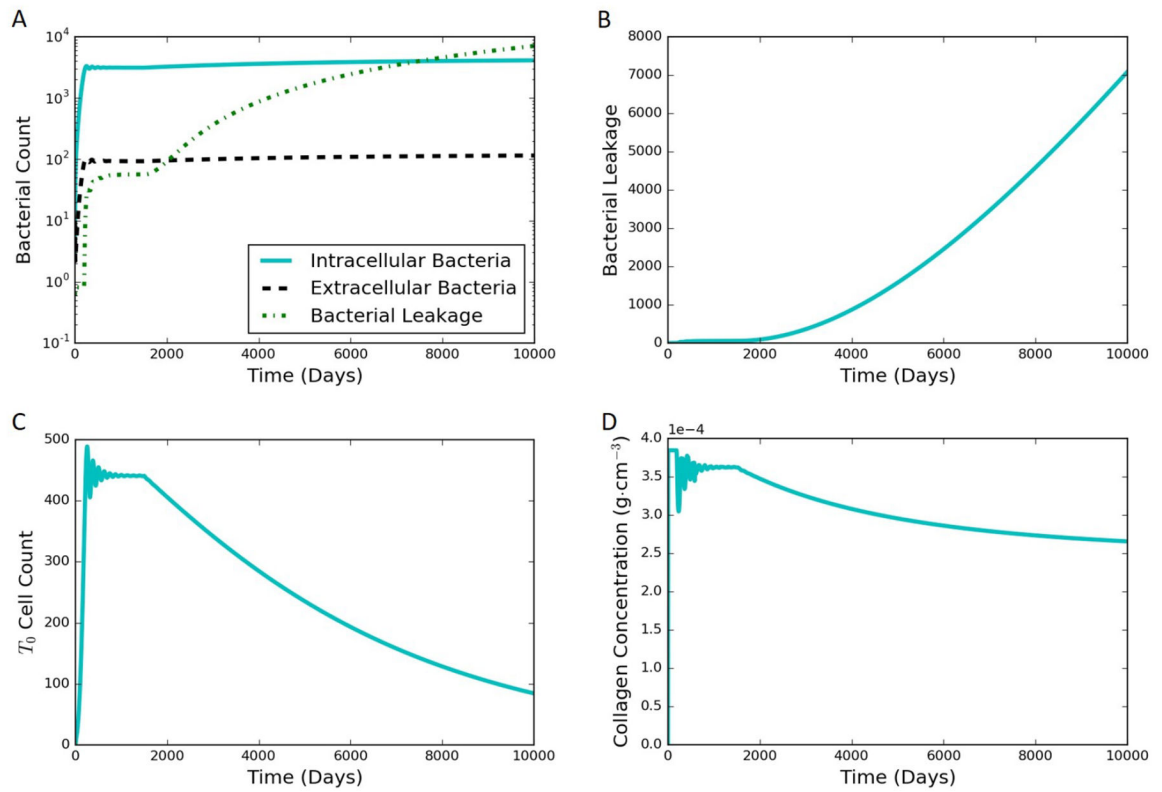 A
Bacterial Count
10^4
10^3
10^2
10^1
10^0
10^-1
Intracellular Bacteria
Extracellular Bacteria
Bacterial Leakage
0 2000 4000 6000 8000 10000
Time (Days)
B
Bacterial Leakage
8000
7000
6000
5000
4000
3000
2000
1000
0
0 2000 4000 6000 8000 10000
Time (Days)
C
T_0 Cell Count
500
400
300
200
100
0
0 2000 4000 6000 8000 10000
Time (Days)
D
Collagen Concentration (g·cm^-3)
1e-4
4.0
3.5
3.0
2.5
2.0
1.5
1.0
0.5
0.0
0 2000 4000 6000 8000 10000
Time (Days)